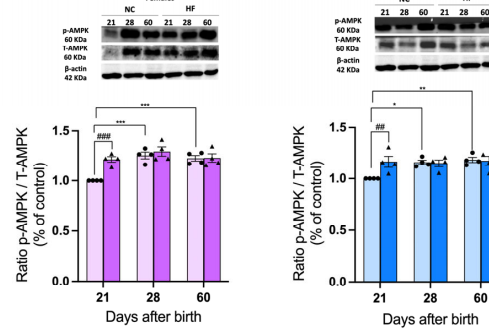 NC HF
21 28 60 21 28 60
p-AMPK
60 KDa
T-AMPK
60 KDa
β-actin
42 KDa
***
***
###
Ratio p-AMPK / T-AMPK
(% of control)
1.5
1.0
0.5
0.0
21 28 60
Days after birth
21 28 60 21 28
p-AMPK
60 KDa
T-AMPK
60 KDa
β-actin
42 KDa
**
*
##
Ratio p-AMPK / T-AMPK
(% of control)
1.5
1.0
0.5
0.0
21 28 60
Days after birth